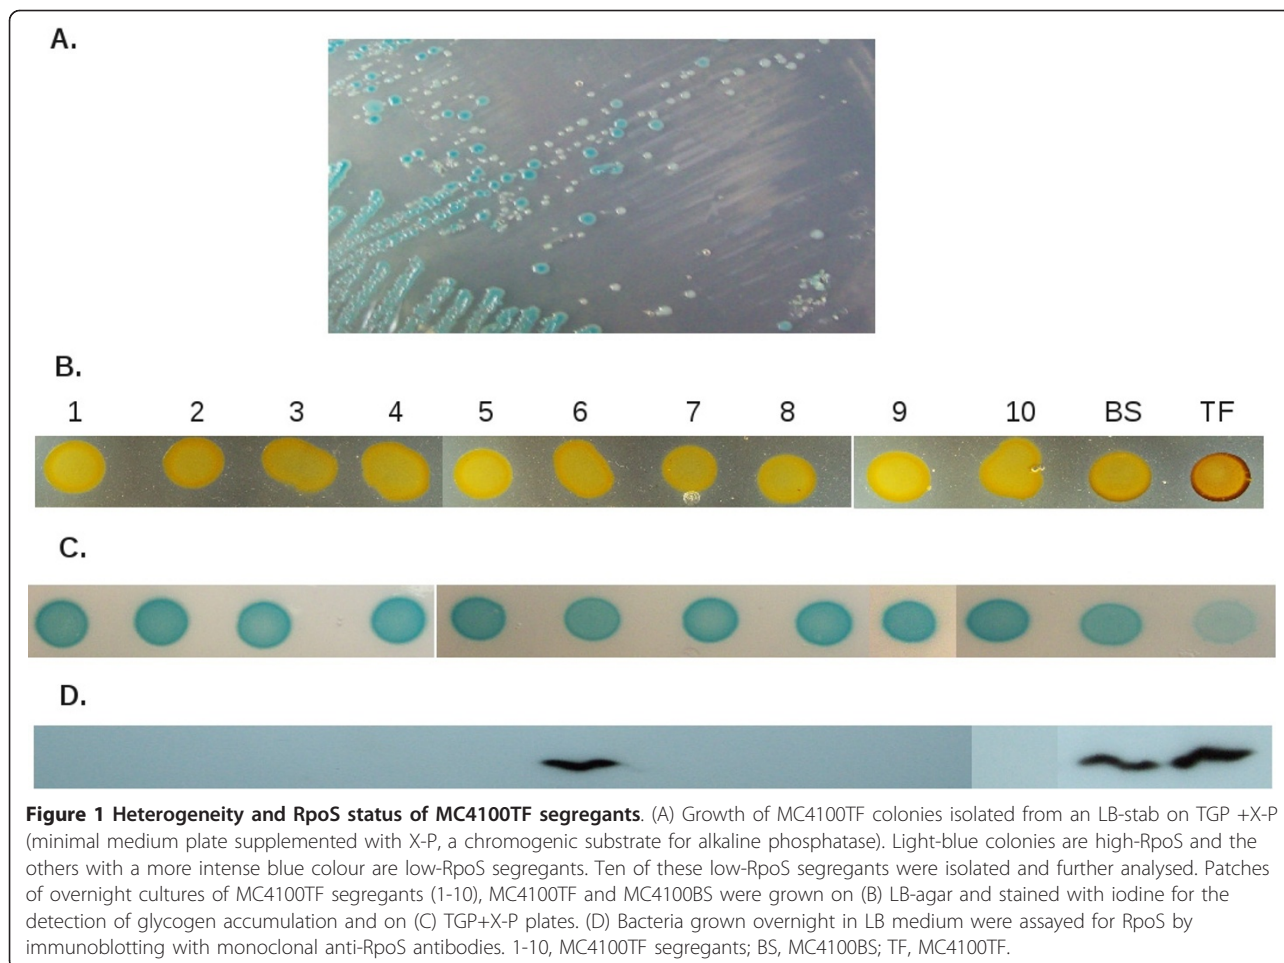 A.
B.
1 2 3 4 5 6 7 8 9 10 BS TF
C.
D.
Figure 1 Heterogeneity and RpoS status of MC4100TF segregants. (A) Growth of MC4100TF colonies isolated from an LB-stab on TGP +X-P
(minimal medium plate supplemented with X-P, a chromogenic substrate for alkaline phosphatase). Light-blue colonies are high-RpoS and the
others with a more intense blue colour are low-RpoS segregants. Ten of these low-RpoS segregants were isolated and further analysed. Patches
of overnight cultures of MC4100TF segregants (1-10), MC4100TF and MC4100BS were grown on (B) LB-agar and stained with iodine for the
detection of glycogen accumulation and on (C) TGP+X-P plates. (D) Bacteria grown overnight in LB medium were assayed for RpoS by
immunoblotting with monoclonal anti-RpoS antibodies. 1-10, MC4100TF segregants; BS, MC4100BS; TF, MC4100TF.